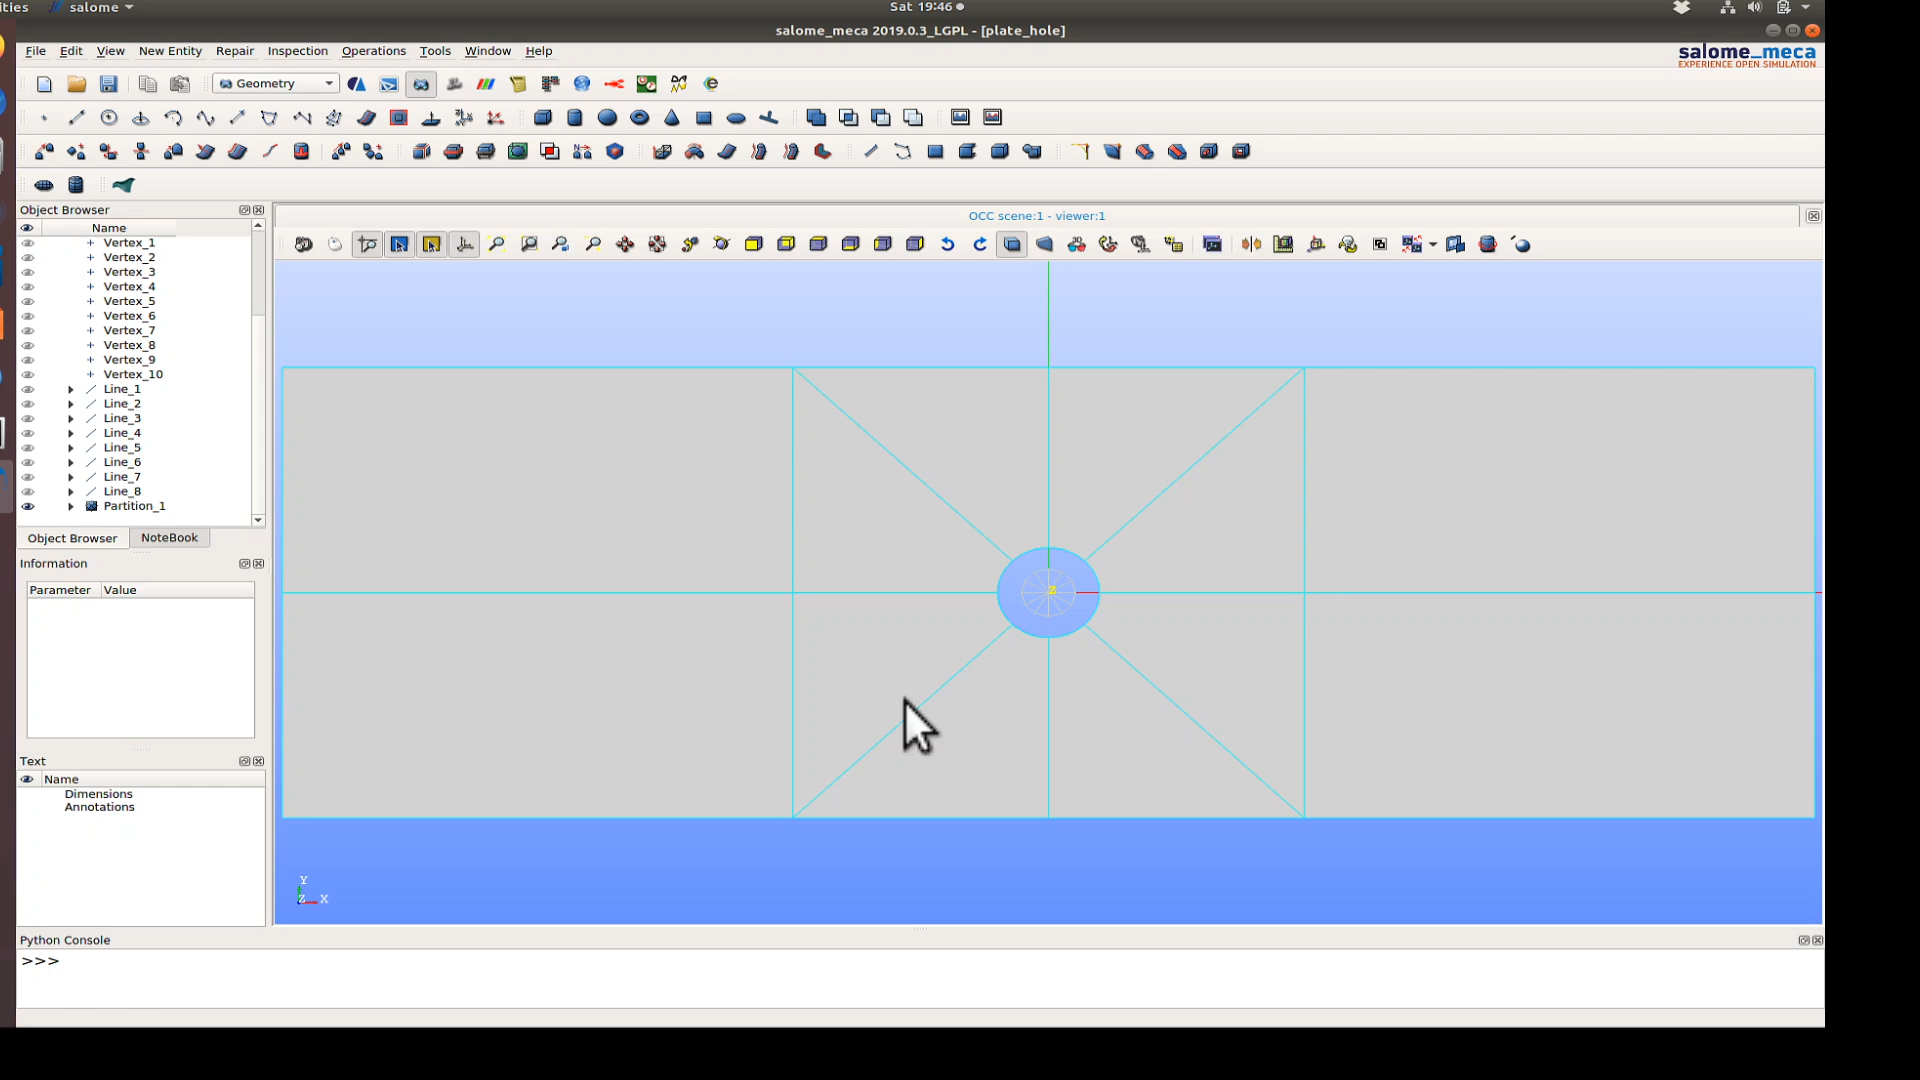 ities salome Sat 19:46
salome_meca 2019.0.3_LGPL - [plate_hole]
File Edit View New Entity Repair Inspection Operations Tools Window Help
salome_meca
EXPERIENCE OPEN SIMULATION
Geometry
Object Browser
OCC scene:1 - viewer:1
Name
Vertex_1
Vertex_2
Vertex_3
Vertex_4
Vertex_5
Vertex_6
Vertex_7
Vertex_8
Vertex_9
Vertex_10
Line_1
Line_2
Line_3
Line_4
Line_5
Line_6
Line_7
Line_8
Partition_1
Object Browser NoteBook
Information
Parameter Value
Text
Name
Dimensions
Annotations
Z
Y
Z X
Python Console
>>>